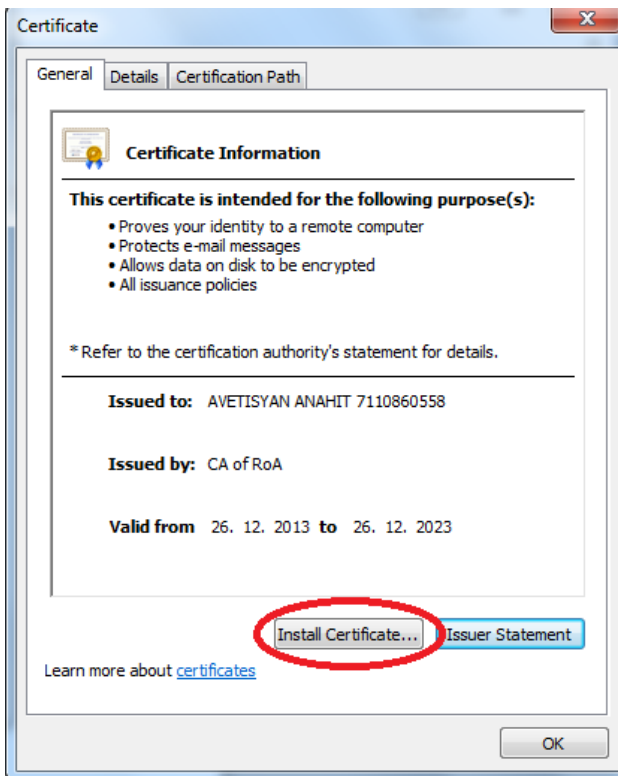 Certificate
General
Details
Certification Path
Certificate Information
This certificate is intended for the following purpose(s):
• Proves your identity to a remote computer
• Protects e-mail messages
• Allows data on disk to be encrypted
• All issuance policies
* Refer to the certification authority's statement for details.
Issued to: AVETISYAN ANAHIT 7110860558
Issued by: CA of RoA
Valid from 26. 12. 2013 to 26. 12. 2023
Install Certificate... Issuer Statement
Learn more about certificates
OK